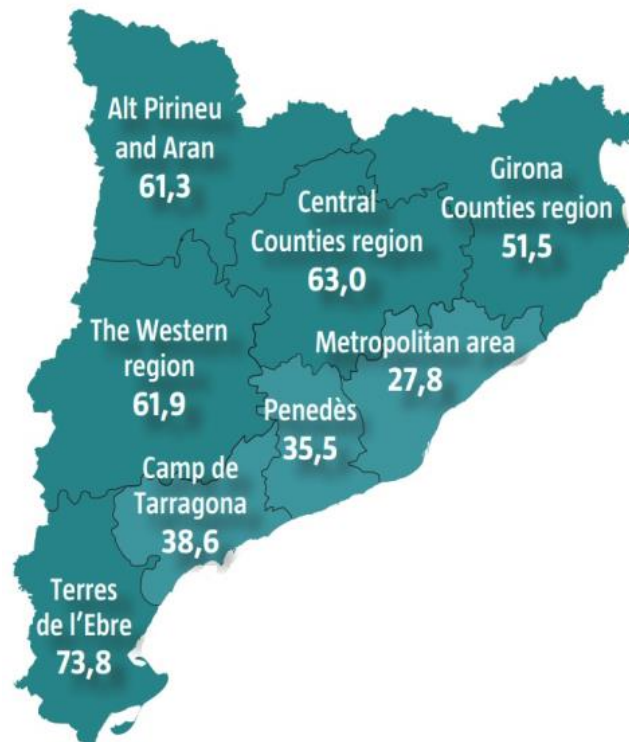 Alt Pirineu
and Aran
61,3
Girona
Counties region
51,5
Central
Counties region
63,0
The Western
region
61,9
Metropolitan area
27,8
Penedès
35,5
Camp de
Tarragona
38,6
Terres
de l’Ebre
73,8